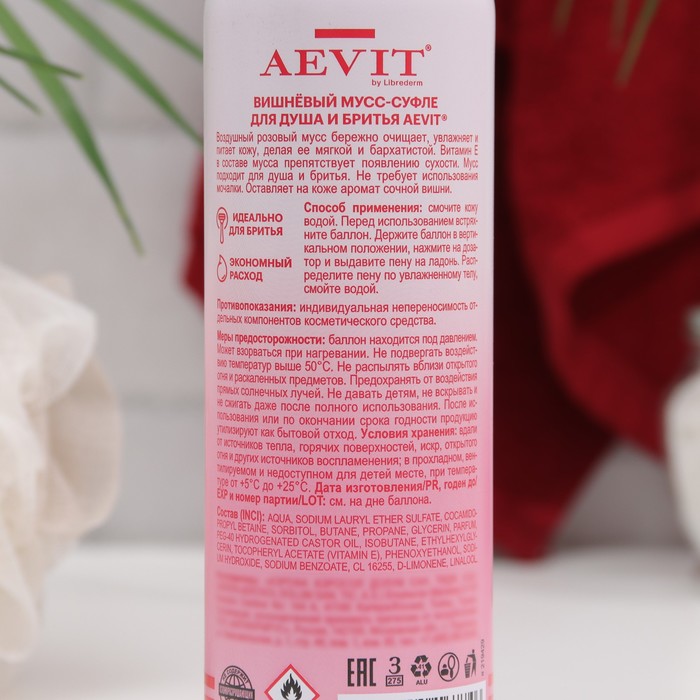 AEVIT®
by Librederm
ВИШНЁВЫЙ МУСС-СУФЛЕ
ДЛЯ ДУША И БРИТЬЯ AEVIT®
Воздушный розовый мусс бережно очищает, увлажняет и
питает кожу, делая ее мягкой и бархатистой. Витамин Е
в составе мусса препятствует появлению сухости. Мусс
подходит для душа и бритья. Не требует использования
мочалки. Оставляет на коже аромат сочной вишни.
ИДЕАЛЬНО
ДЛЯ БРИТЬЯ
ЭКОНОМНЫЙ
РАСХОД
Способ применения: смочите кожу
водой. Перед использованием встрях-
ните баллон. Держите баллон в верти-
кальном положении, нажмите на доза-
тор и выдавите пену на ладонь. Расп-
ределите пену по увлажненному телу,
смойте водой.
Противопоказания: индивидуальная непереносимость от-
дельных компонентов косметического средства.
Меры предосторожности: баллон находится под давлением.
Может взорваться при нагревании. Не подвергать воздейст-
вию температур выше 50°С. Не распылять вблизи открытого
огня и раскаленных предметов. Предохранять от воздействия
прямых солнечных лучей. Не давать детям, не вскрывать и
не сжигать даже после полного использования. После ис-
пользования или по окончании срока годности продукцию
утилизируют как бытовой отход. Условия хранения: вдали
от источников тепла, горячих поверхностей, искр, открытого
огня и других источников воспламенения; в прохладном, вен-
тилируемом и недоступном для детей месте, при темпера-
туре от +5°С до +25°С. Дата изготовления/PR, годен до/
EXP и номер партии/LOT: см. на дне баллона.
Состав (INCI): AQUA, SODIUM LAURYL ETHER SULFATE, COCAMIDO-
PROPYL BETAINE, SORBITOL, BUTANE, PROPANE, GLYCERIN, PARFUM,
PEG-40 HYDROGENATED CASTOR OIL, ISOBUTANE, ETHYLHEXYLGLY-
CERIN, TOCOPHERYL ACETATE (VITAMIN E), PHENOXYETHANOL, SODI-
UM HYDROXIDE, SODIUM BENZOATE, CL 16255, D-LIMONENE, LINALOOL.
EAC
3
275
41
ALU